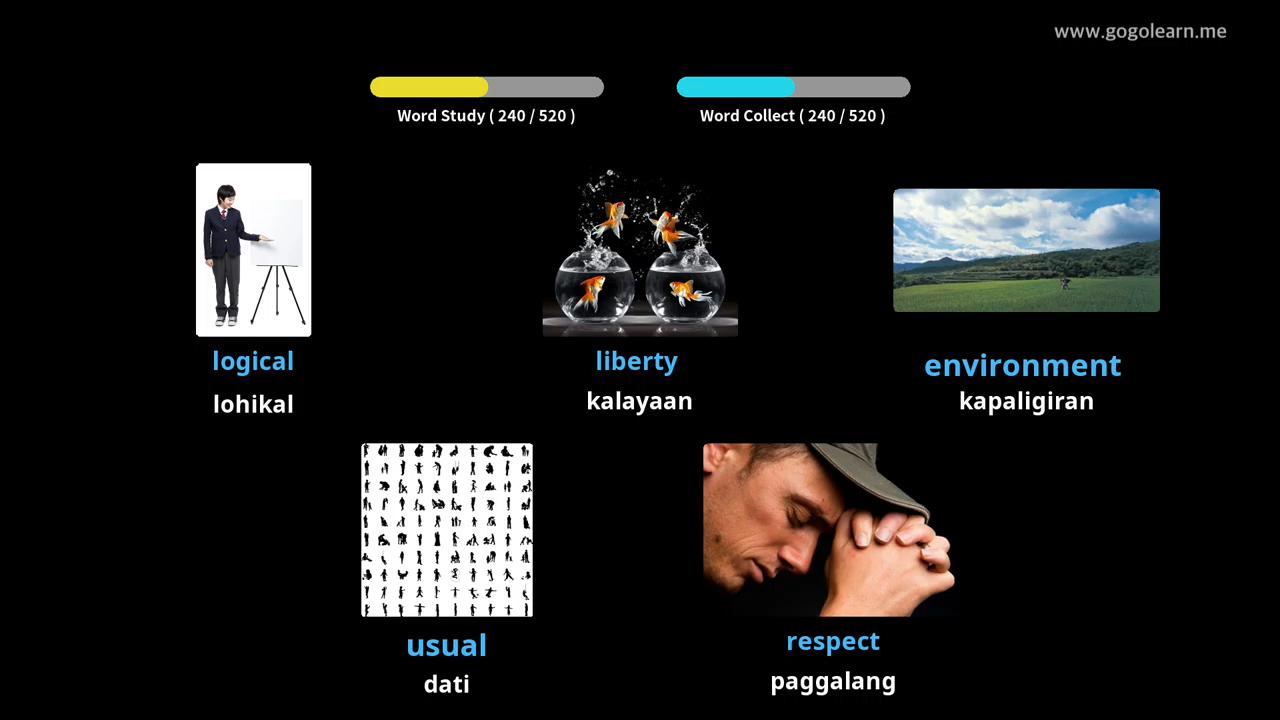 www.gogolearn.me
Word Study ( 240 / 520 )
Word Collect ( 240 / 520 )
logical
lohikal
liberty
kalayaan
environment
kapaligiran
usual
dati
respect
paggalang